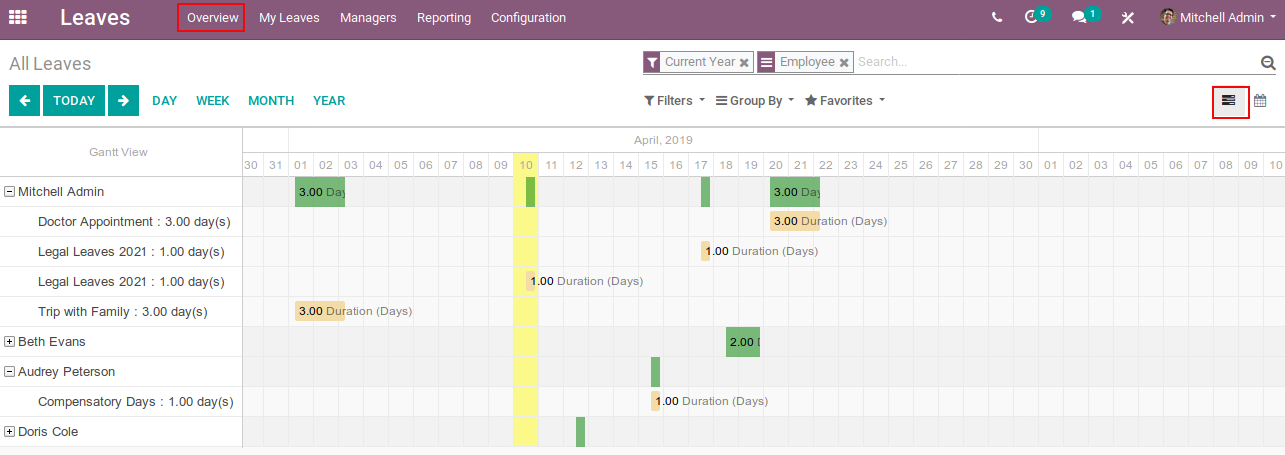 Leaves Overview My Leaves Managers Reporting Configuration 9 1 Mitchell Admin
All Leaves Current Year Employee Search...
TODAY DAY WEEK MONTH YEAR Filters Group By Favorites
Gantt View April, 2019
30 31 01 02 03 04 05 06 07 08 09 10 11 12 13 14 15 16 17 18 19 20 21 22 23 24 25 26 27 28 29 30 01 02 03 04 05 06 07 08 09 10
Mitchell Admin 3.00 Day 3.00 Day
Doctor Appointment : 3.00 day(s) 3.00 Duration (Days)
Legal Leaves 2021 : 1.00 day(s) 1.00 Duration (Days)
Legal Leaves 2021 : 1.00 day(s) 1.00 Duration (Days)
Trip with Family : 3.00 day(s) 3.00 Duration (Days)
Beth Evans 2.00
Audrey Peterson
Compensatory Days : 1.00 day(s) 1.00 Duration (Days)
Doris Cole